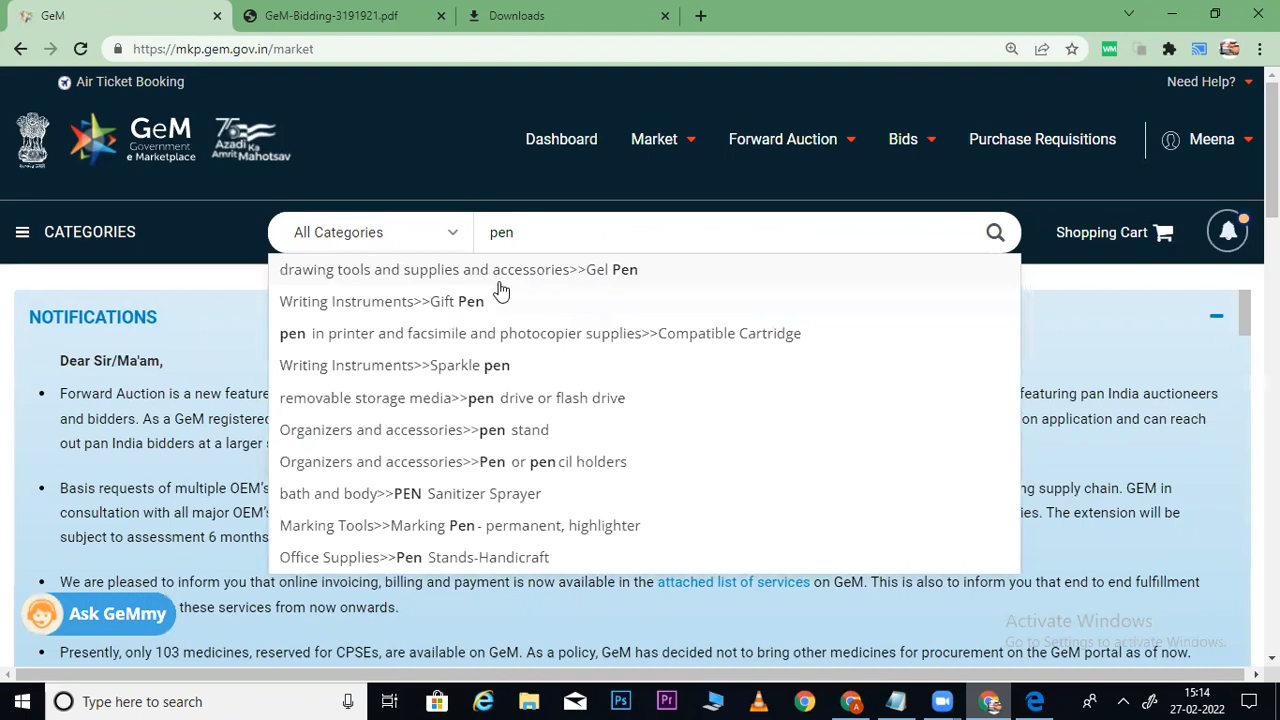 GeM
GeM-Bidding-3191921.pdf
Downloads
https://mkp.gem.gov.in/market
Air Ticket Booking
Need Help?
GeM
Government
e Marketplace
75
Azadi Ka
Amrit Mahotsav
Dashboard
Market
Forward Auction
Bids
Purchase Requisitions
Meena
CATEGORIES
All Categories
pen
Shopping Cart
drawing tools and supplies and accessories>>Gel Pen
Writing Instruments>>Gift Pen
pen in printer and facsimile and photocopier supplies>>Compatible Cartridge
Writing Instruments>>Sparkle pen
removable storage media>>pen drive or flash drive
Organizers and accessories>>pen stand
Organizers and accessories>>Pen or pencil holders
bath and body>>PEN Sanitizer Sprayer
Marking Tools>>Marking Pen- permanent, highlighter
Office Supplies>>Pen Stands-Handicraft
NOTIFICATIONS
Dear Sir/Ma'am,
Forward Auction is a new feature featuring pan India auctioneers
and bidders. As a GeM registered on application and can reach
out pan India bidders at a larger
Basis requests of multiple OEM's ng supply chain. GEM in
consultation with all major OEM's The extension will be
subject to assessment 6 months
We are pleased to inform you that online invoicing, billing and payment is now available in the attached list of services on GeM. This is also to inform you that end to end fulfillment
these services from now onwards.
Ask GeMmy
Presently, only 103 medicines, reserved for CPSEs, are available on GeM. As a policy, GeM has decided not to bring other medicines for procurement on the GeM portal as of now.
Activate Windows
Go to Settings to activate Windows.
Type here to search
15:14
27-02-2022